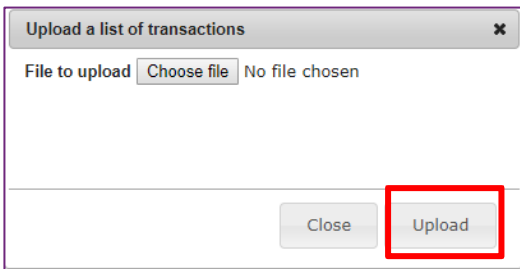 Upload a list of transactions
File to upload Choose file No file chosen
Close Upload